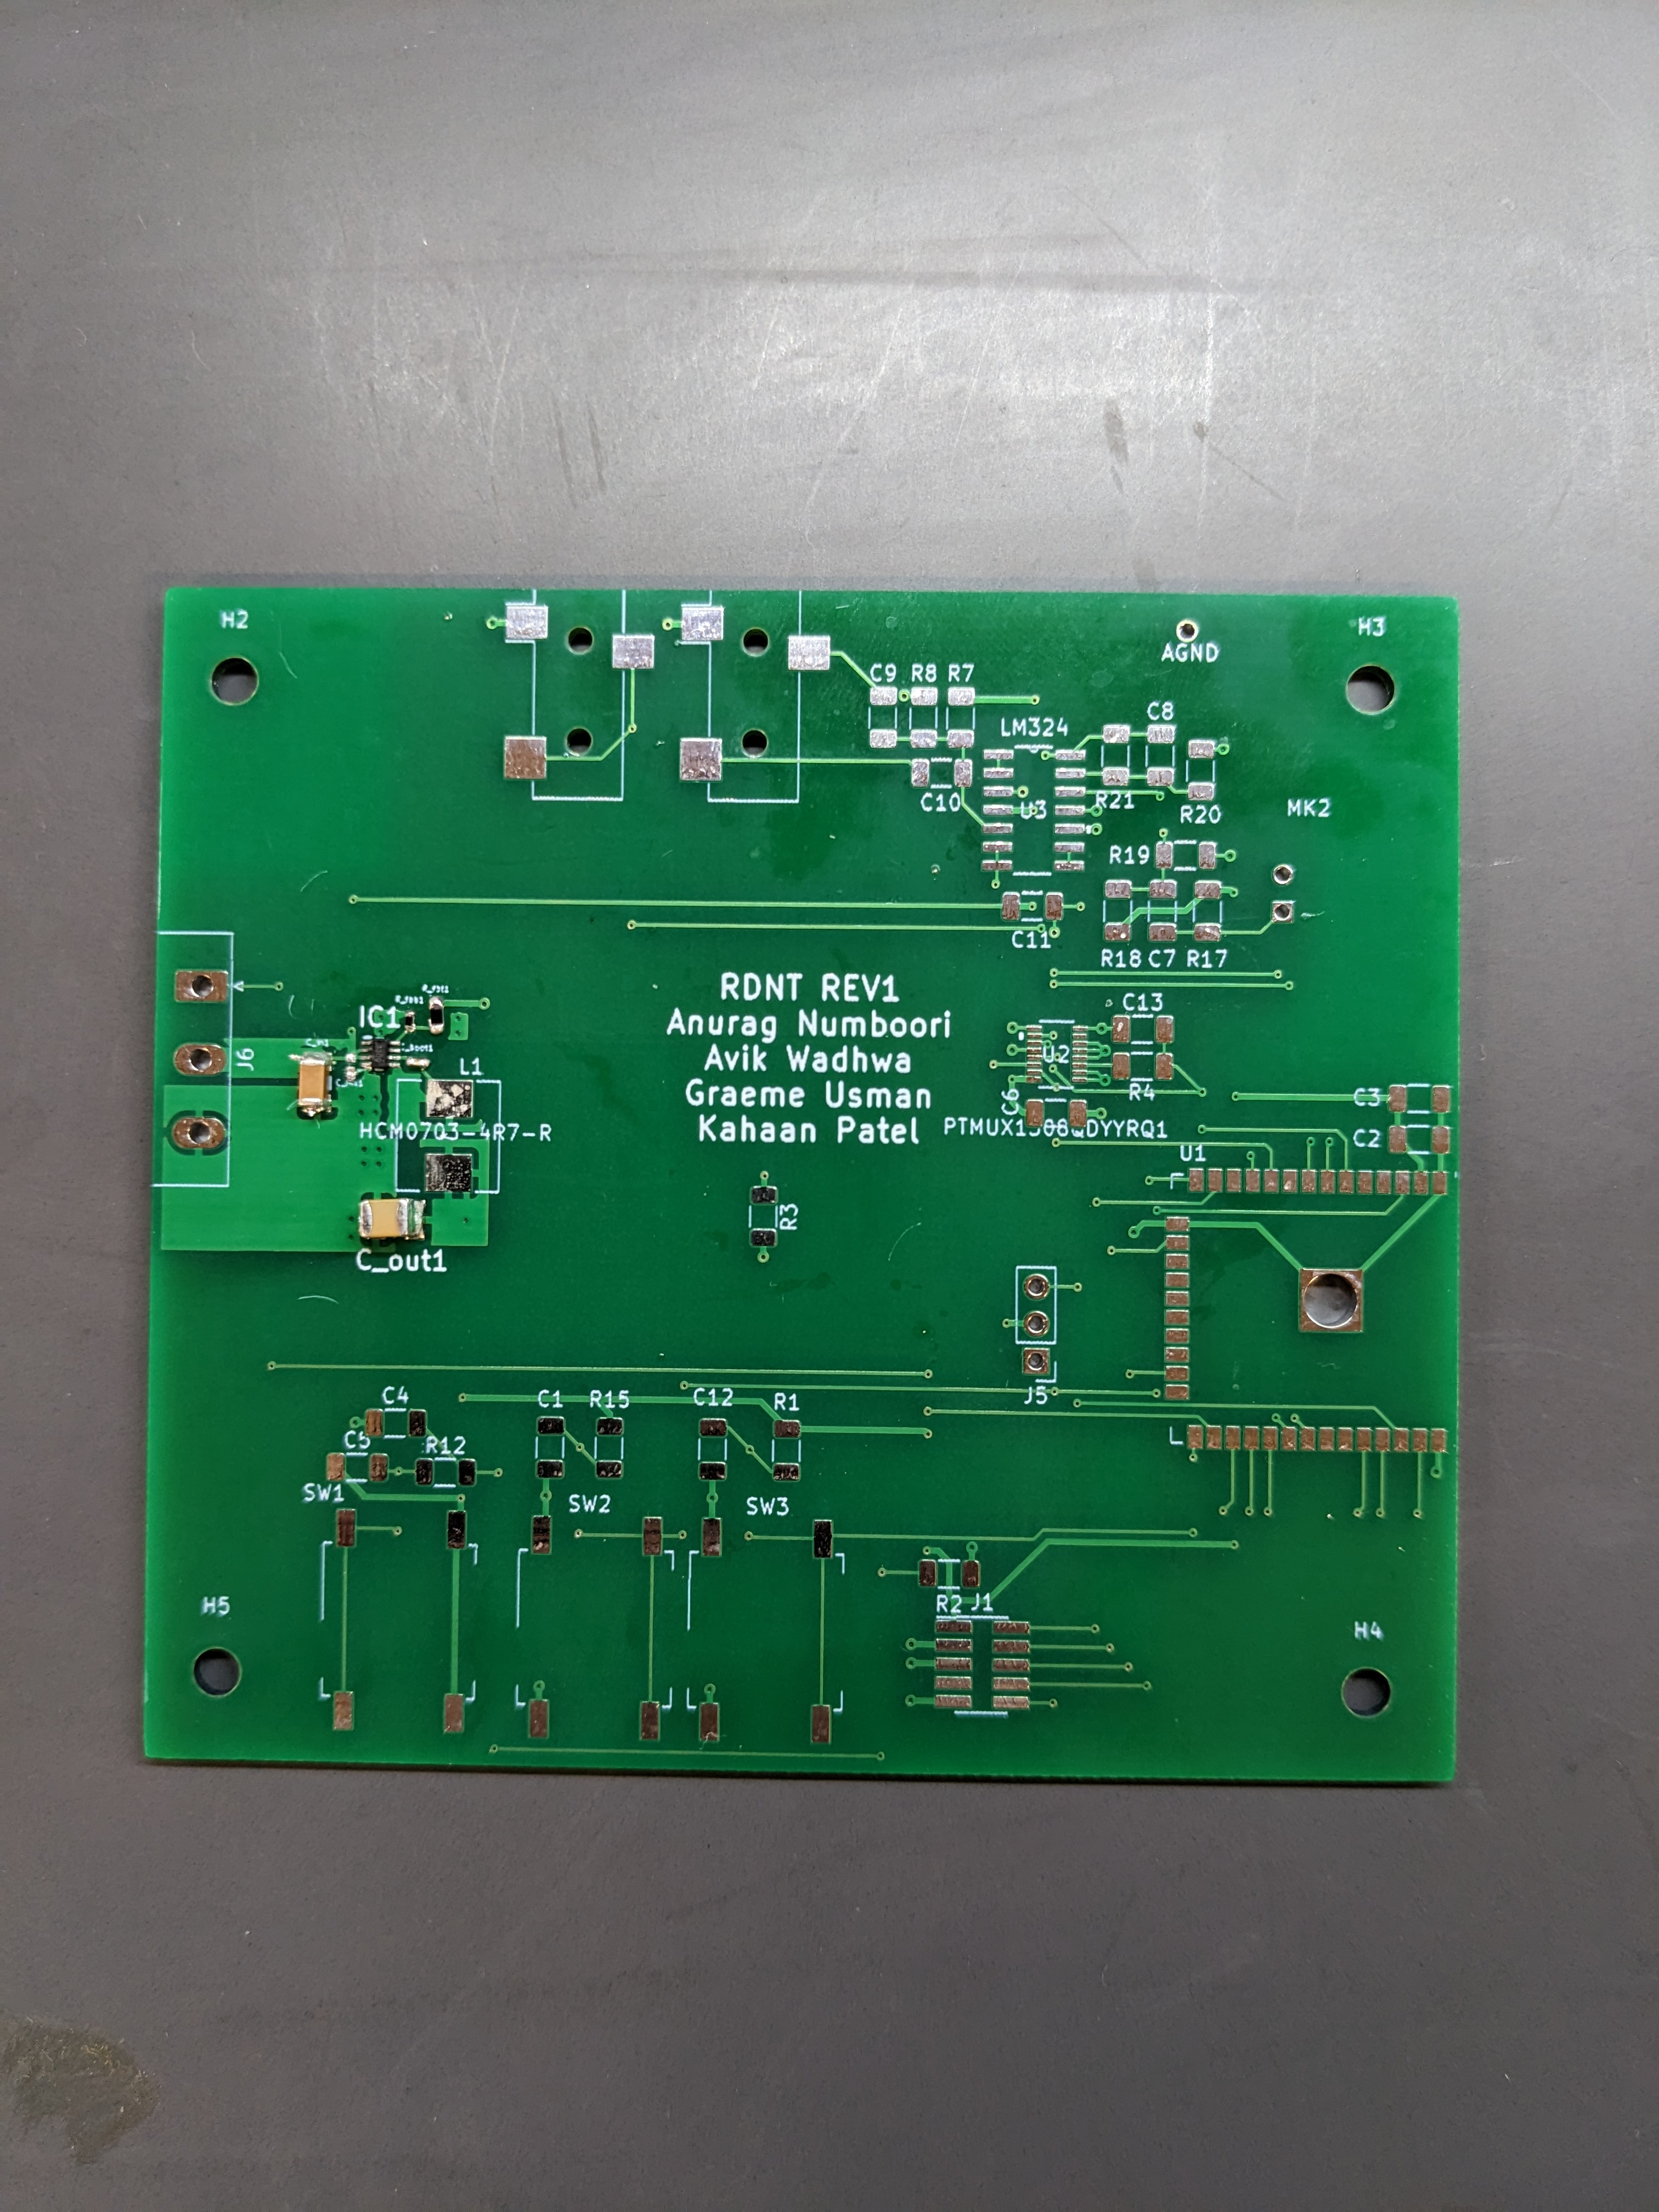 H2
H3
AGND
C9 R8 R7
LM324
C8
C10
U3
R21
R20
MK2
R19
C11
R18 C7 R17
RDNT REV1
Anurag Numboori
Avik Wadhwa
Graeme Usman
Kahaan Patel
IC1
J6
L1
HCM0703-4R7-R
C_out1
C13
U2
R4
C6
C3
C2
U1
R3
J5
C4
C5
R12
C1 R15
C12 R1
SW1
SW2
SW3
R2 J1
H5
H4